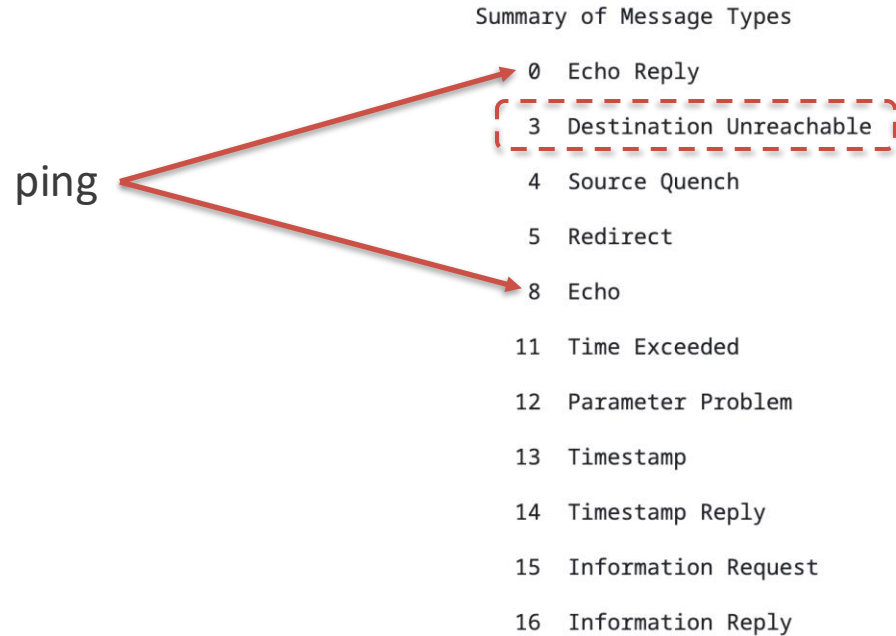 Summary of Message Types
0 Echo Reply
3 Destination Unreachable
ping
4 Source Quench
5 Redirect
8 Echo
11 Time Exceeded
12 Parameter Problem
13 Timestamp
14 Timestamp Reply
15 Information Request
16 Information Reply